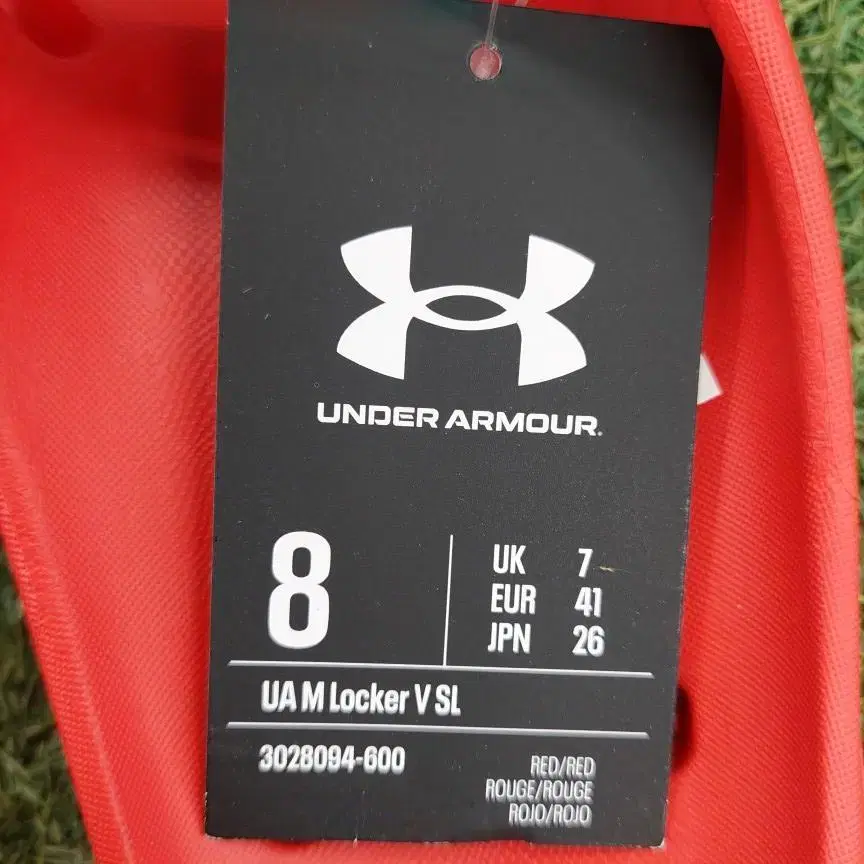 UNDER ARMOUR.
8
UK 7
EUR 41
JPN 26
UA M Locker V SL
3028094-600
RED/RED
ROUGE/ROUGE
ROJO/ROJO